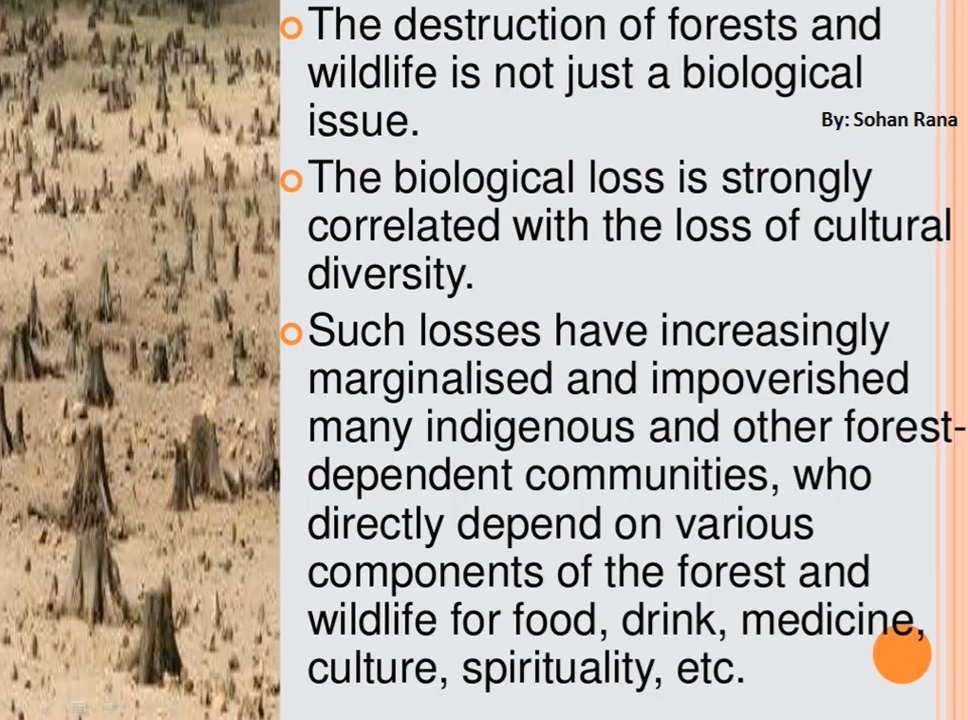 The destruction of forests and
wildlife is not just a biological
issue.
By: Sohan Rana
The biological loss is strongly
correlated with the loss of cultural
diversity.
Such losses have increasingly
marginalised and impoverished
many indigenous and other forest-
dependent communities, who
directly depend on various
components of the forest and
wildlife for food, drink, medicine,
culture, spirituality, etc.